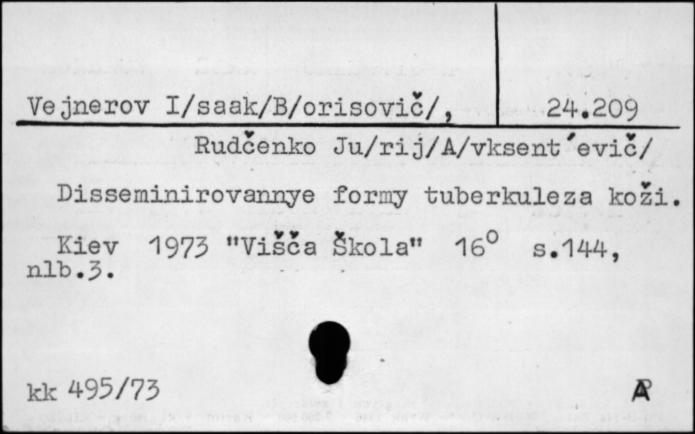 Vejnerov I/saak/B/orisovič/, 24.209
Rudčenko Ju/rij/A/vksent´evič/
Disseminirovannye formy tuberkuleza koži.
Kiev 1973 "Višča Škola" 16° s.144,
nlb.3.
kk 495/73